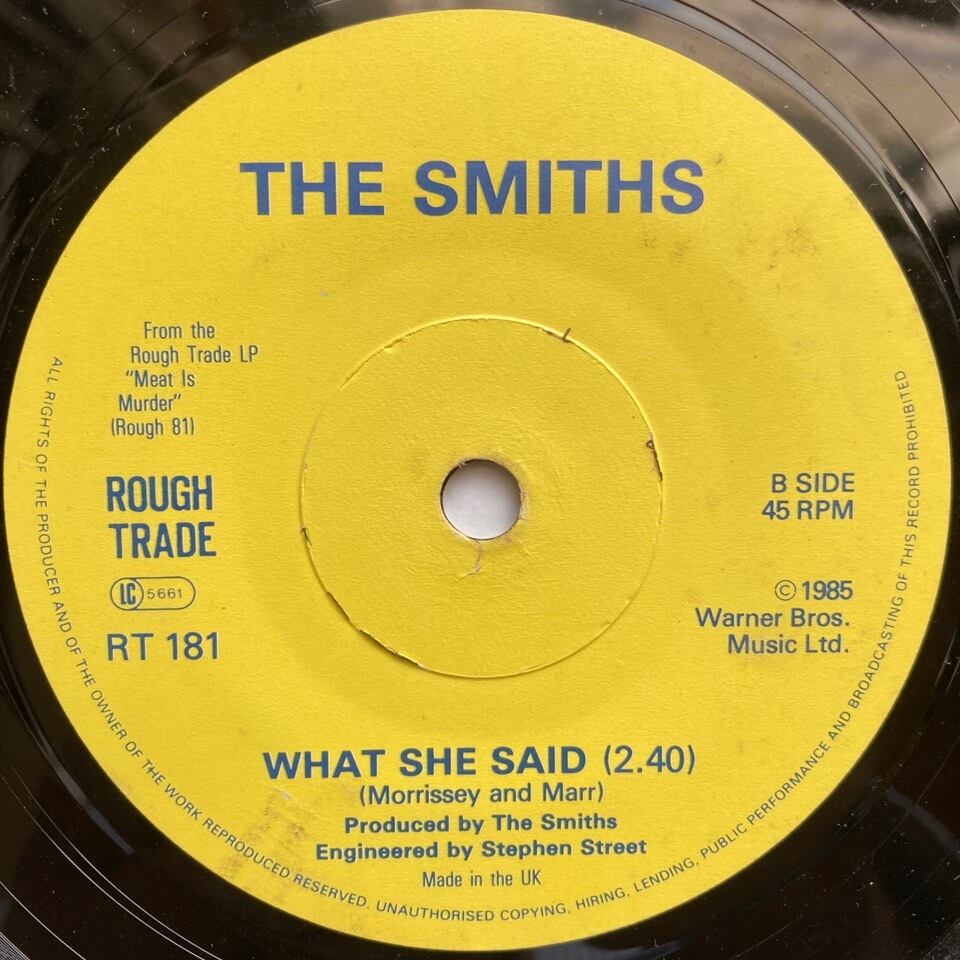 THE SMITHS
From the
Rough Trade LP
"Meat Is
Murder"
(Rough 81)
ROUGH
TRADE
LC 5661
RT 181
B SIDE
45 RPM
© 1985
Warner Bros.
Music Ltd.
WHAT SHE SAID (2.40)
(Morrissey and Marr)
Produced by The Smiths
Engineered by Stephen Street
Made in the UK
ALL RIGHTS OF THE PRODUCER AND OF THE OWNER OF THE WORK REPRODUCED RESERVED. UNAUTHORISED COPYING, HIRING, LENDING, PUBLIC PERFORMANCE AND BROADCASTING OF THIS RECORD PROHIBITED